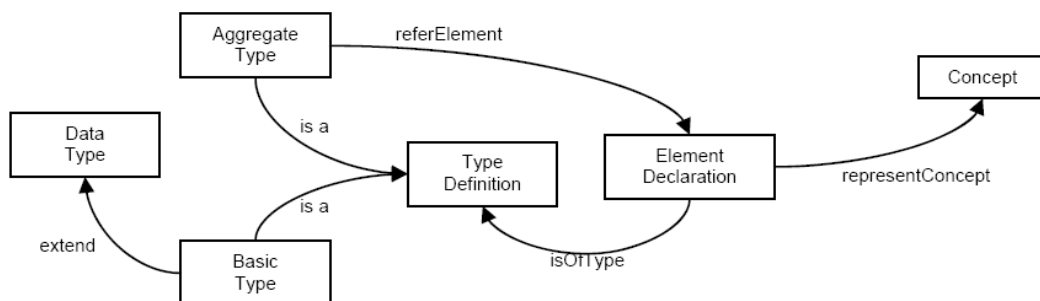 Aggregate
Type
referElement
Concept
is a
Data
Type
Type
Definition
Element
Declaration
representConcept
is a
extend
Basic
Type
isOfType